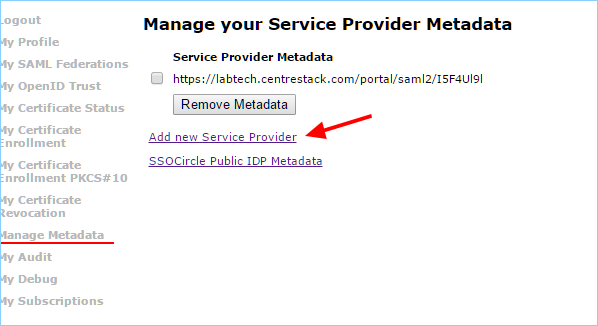 Logout
My Profile
My SAML Federations
My OpenID Trust
My Certificate Status
My Certificate
Enrollment
My Certificate
Enrollment PKCS#10
My Certificate
Revocation
Manage Metadata
My Audit
My Debug
My Subscriptions
Manage your Service Provider Metadata
Service Provider Metadata
https://labtech.centrestack.com/portal/saml2/I5F4Ul9l
Remove Metadata
Add new Service Provider
SSOCircle Public IDP Metadata